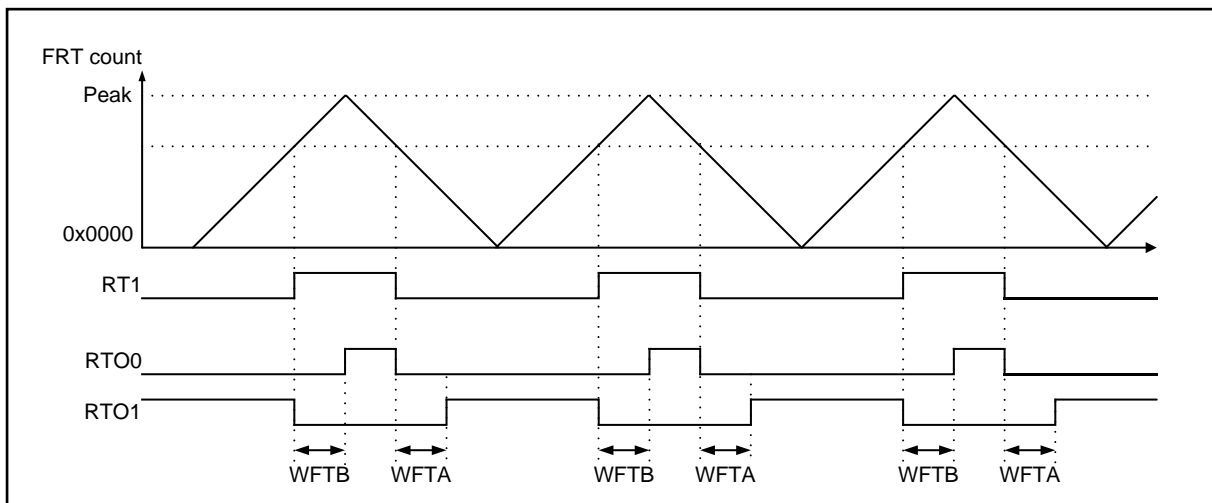 FRT count
Peak
0x0000
RT1
RTO0
RTO1
WFTB WFTA WFTB WFTA WFTB WFTA